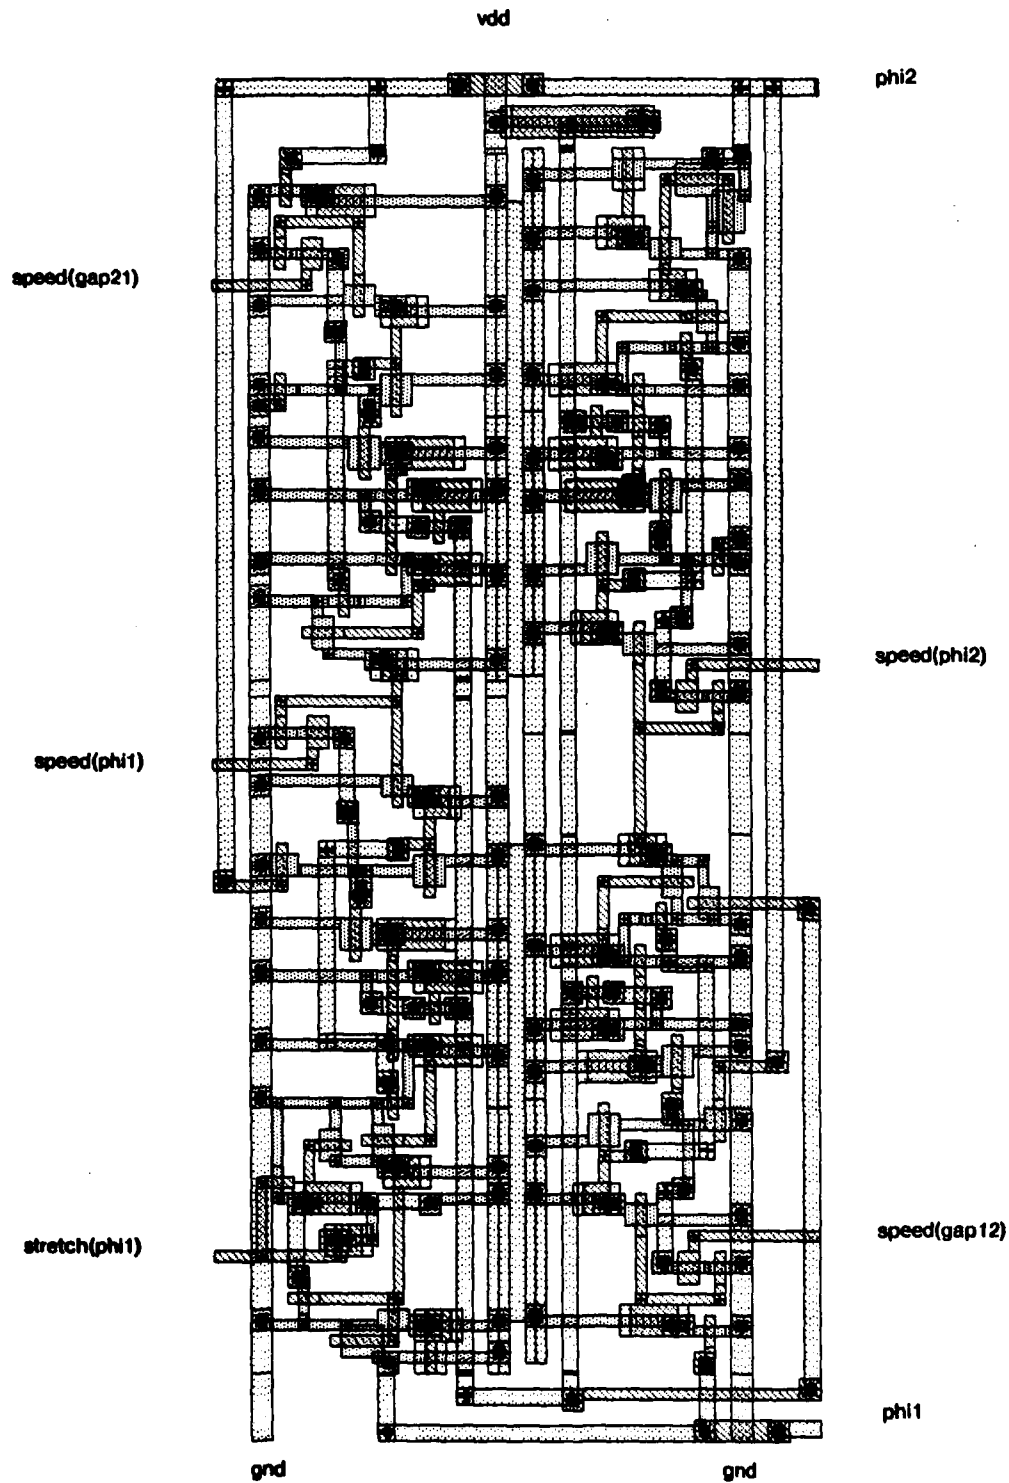 vdd
phi2
speed(gap21)
speed(phi2)
speed(phi1)
speed(gap12)
stretch(phi1)
phi1
gnd
gnd